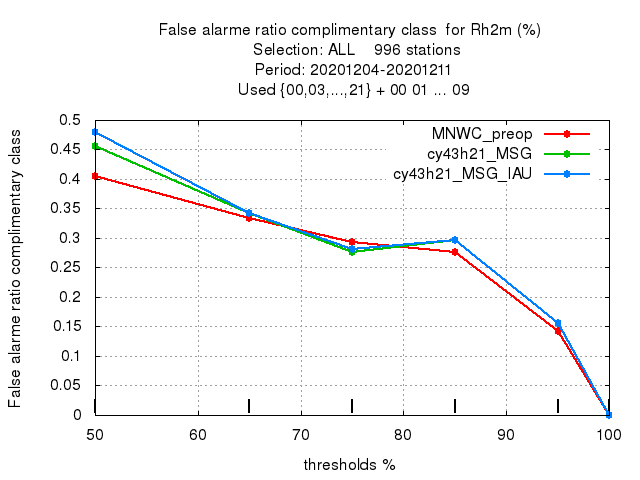 False alarme ratio complimentary class  for Rh2m (%)
Selection: ALL    996 stations
Period: 20201204-20201211
Used {00,03,...,21} + 00 01 ... 09
False alarme ratio complimentary class
0.5
0.45
0.4
0.35
0.3
0.25
0.2
0.15
0.1
0.05
0
MNWC_preop
cy43h21_MSG
cy43h21_MSG_IAU
50 60 70 80 90 100
thresholds %